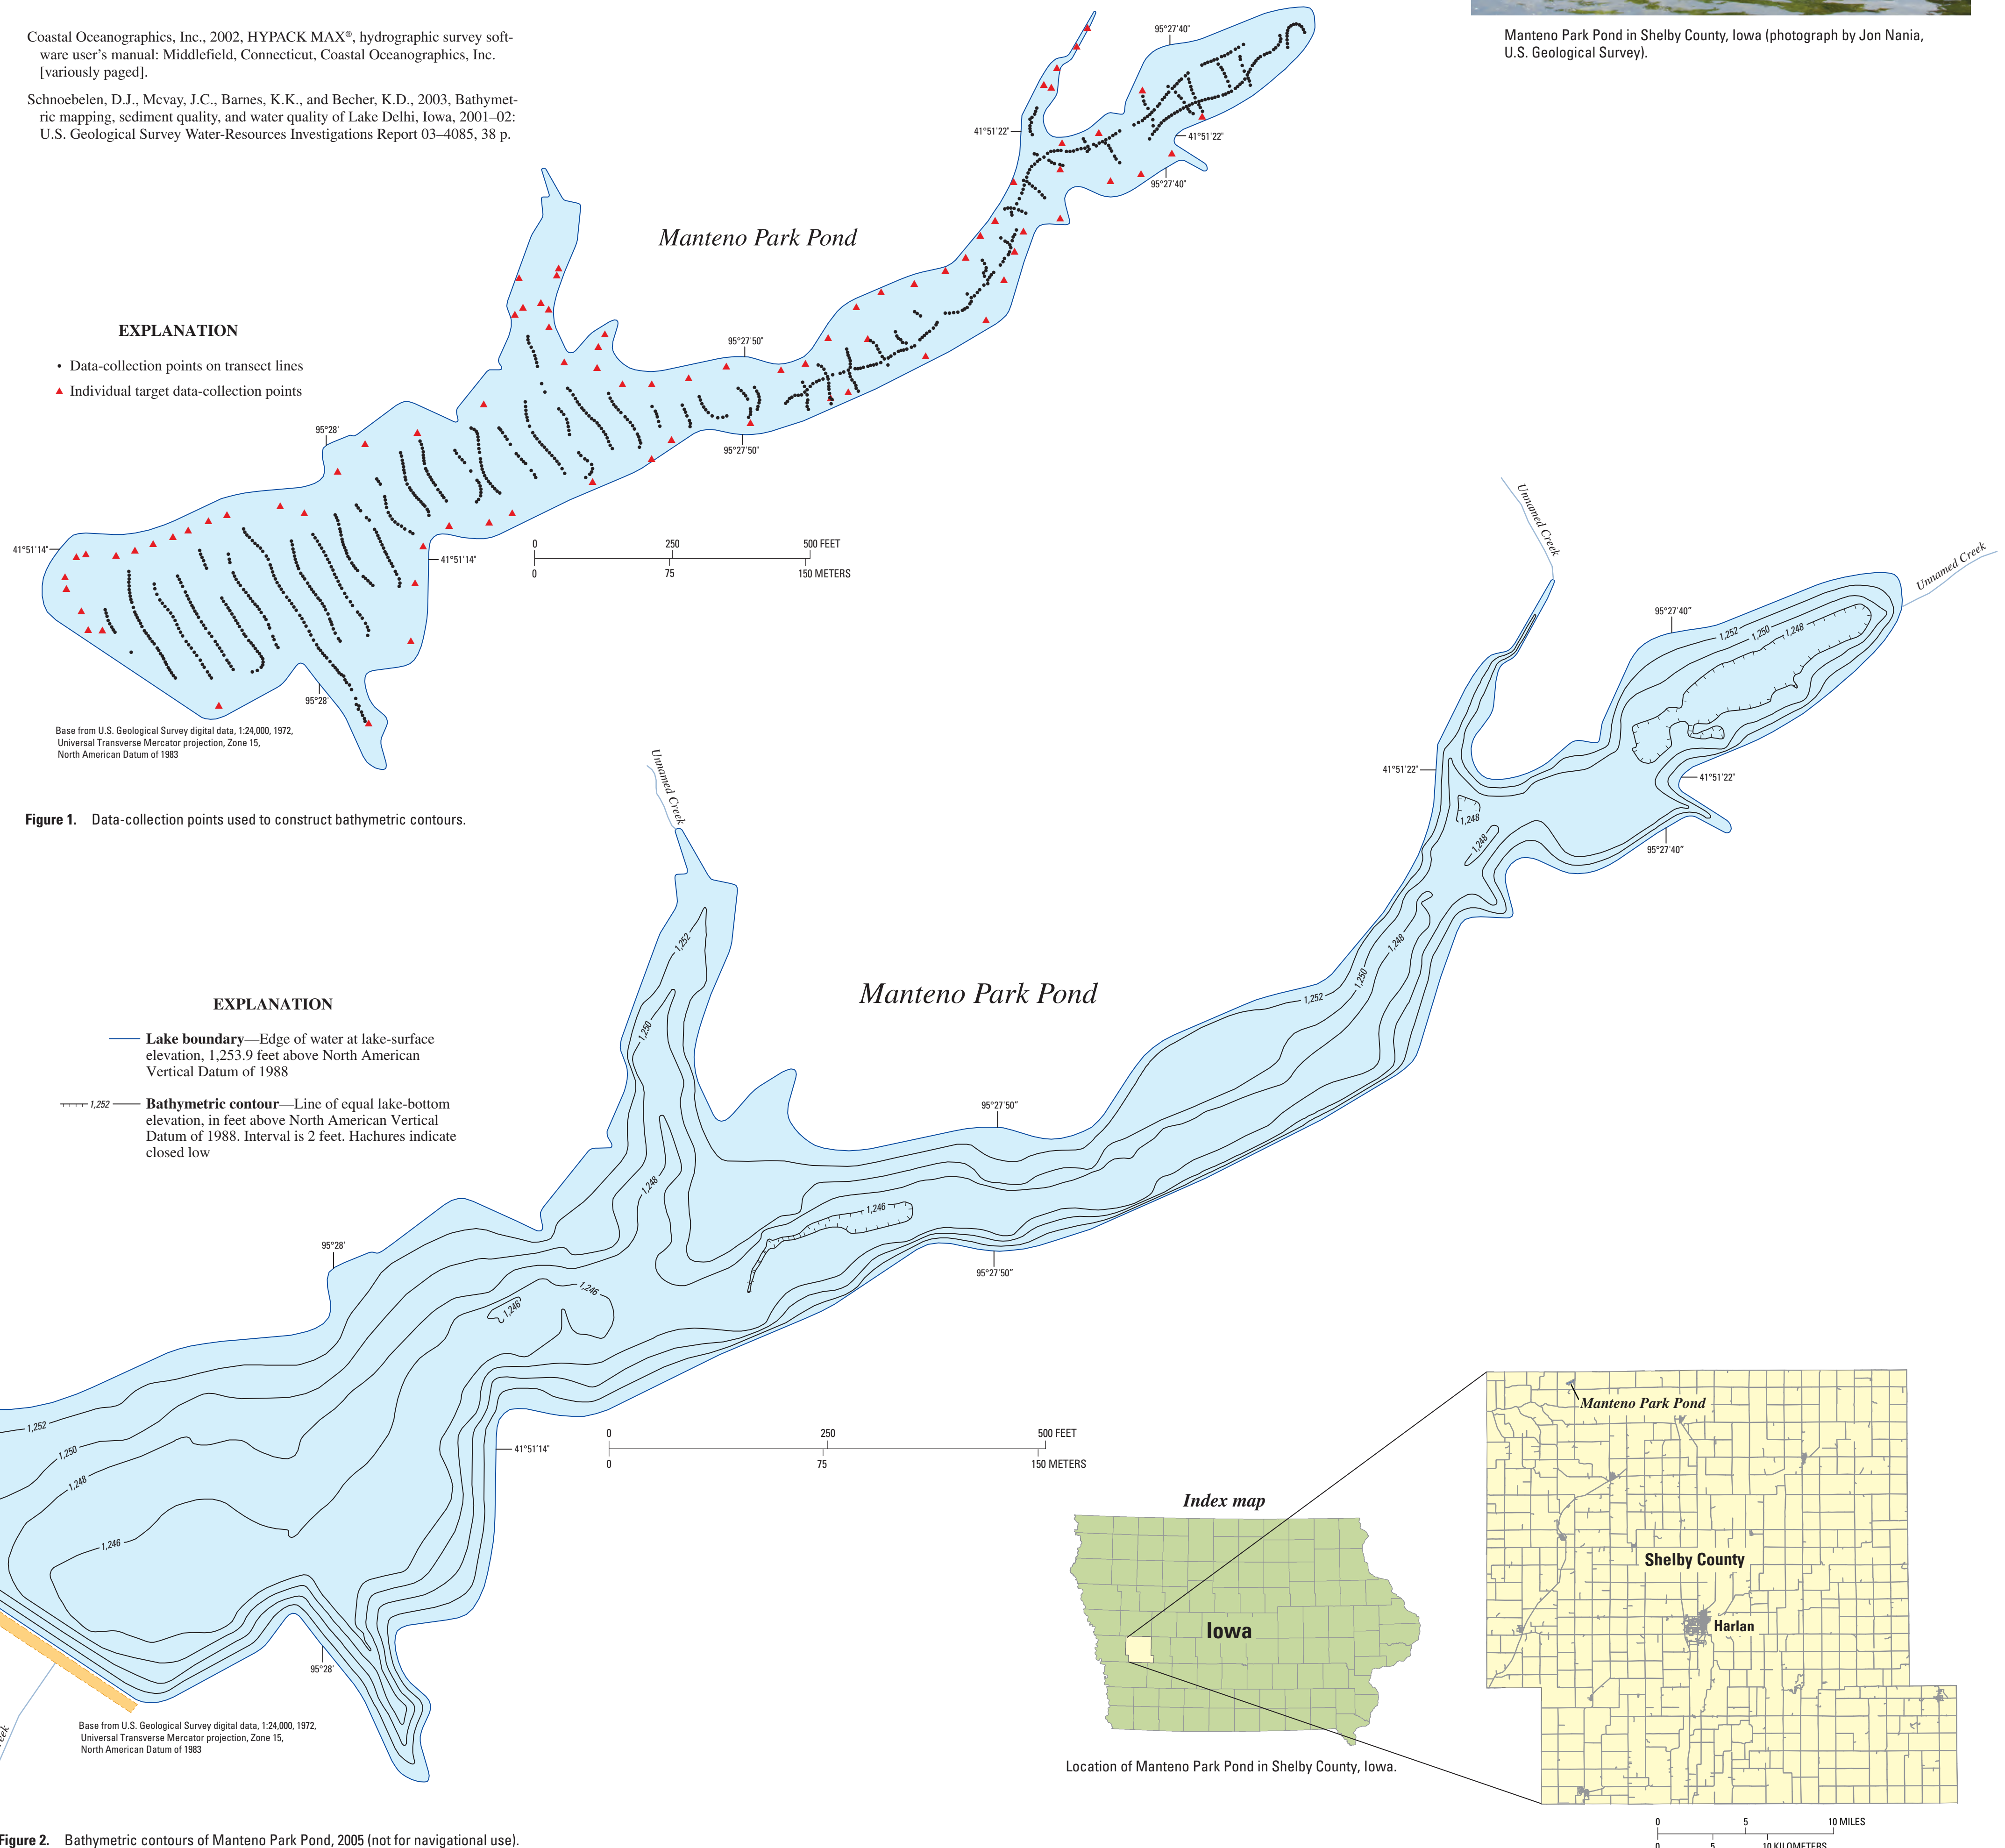 Coastal Oceanographics, Inc., 2002, HYPACK MAX®, hydrographic survey soft-
ware user's manual: Middlefield, Connecticut, Coastal Oceanographics, Inc.
[variously paged].
Schnoebelen, D.J., Mcvay, J.C., Barnes, K.K., and Becher, K.D., 2003, Bathymet-
ric mapping, sediment quality, and water quality of Lake Delhi, Iowa, 2001–02:
U.S. Geological Survey Water-Resources Investigations Report 03–4085, 38 p.
Manteno Park Pond in Shelby County, Iowa (photograph by Jon Nania,
U.S. Geological Survey).
95°27'40"
41°51'22"
41°51'22"
95°27'40"
Manteno Park Pond
EXPLANATION
Data-collection points on transect lines
Individual target data-collection points
95°27'50"
95°28'
95°27'50"
41°51'14"
41°51'14"
0 250 500 FEET
0 75 150 METERS
95°28'
Base from U.S. Geological Survey digital data, 1:24,000, 1972,
Universal Transverse Mercator projection, Zone 15,
North American Datum of 1983
Figure 1. Data-collection points used to construct bathymetric contours.
Unnamed Creek
Unnamed Creek
95°27'40"
1,252
1,250
1,248
41°51'22"
41°51'22"
1,248
1,248
95°27'40"
Unnamed Creek
1,252
1,250
1,248
Manteno Park Pond
1,248
1,250
1,252
EXPLANATION
Lake boundary—Edge of water at lake-surface
elevation, 1,253.9 feet above North American
Vertical Datum of 1988
1,252
Bathymetric contour—Line of equal lake-bottom
elevation, in feet above North American Vertical
Datum of 1988. Interval is 2 feet. Hachures indicate
closed low
95°27'50"
1,246
95°28'
95°27'50"
1,246
1,246
1,252
1,250
1,248
1,246
41°51'14"
0 250 500 FEET
0 75 150 METERS
95°28'
Base from U.S. Geological Survey digital data, 1:24,000, 1972,
Universal Transverse Mercator projection, Zone 15,
North American Datum of 1983
Index map
Iowa
Manteno Park Pond
Shelby County
Harlan
Location of Manteno Park Pond in Shelby County, Iowa.
0 5 10 MILES
0 5 10 KILOMETERS
Figure 2. Bathymetric contours of Manteno Park Pond, 2005 (not for navigational use).